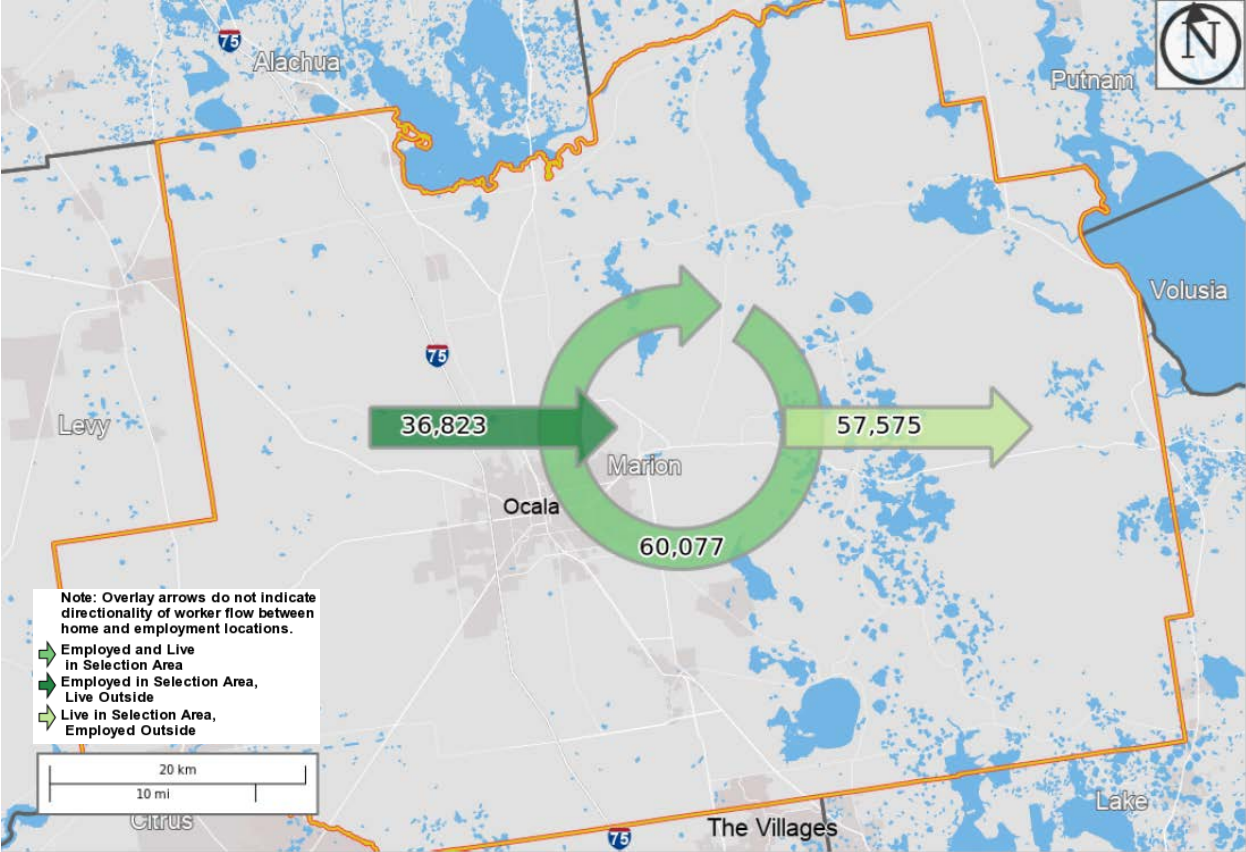 N
75
Alachua
Putnam
Volusia
75
Levy
36,823
57,575
Marion
Ocala
60,077
Note: Overlay arrows do not indicate
directionality of worker flow between
home and employment locations.
Employed and Live
in Selection Area
Employed in Selection Area,
Live Outside
Live in Selection Area,
Employed Outside
20 km
10 mi
Citrus
Lake
The Villages
75